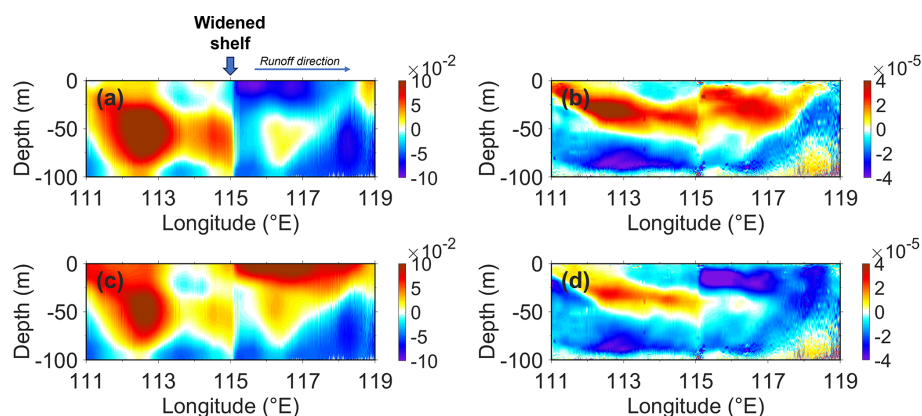 Widened
shelf
Runoff direction
×10⁻²
×10⁻⁵
(a)
(b)
Depth (m)
0
-50
-100
10
5
0
-5
-10
Depth (m)
0
-50
-100
4
2
0
-2
-4
111 113 115 117 119
111 113 115 117 119
Longitude (°E)
Longitude (°E)
×10⁻²
×10⁻⁵
(c)
(d)
Depth (m)
0
-50
-100
10
5
0
-5
-10
Depth (m)
0
-50
-100
4
2
0
-2
-4
111 113 115 117 119
111 113 115 117 119
Longitude (°E)
Longitude (°E)